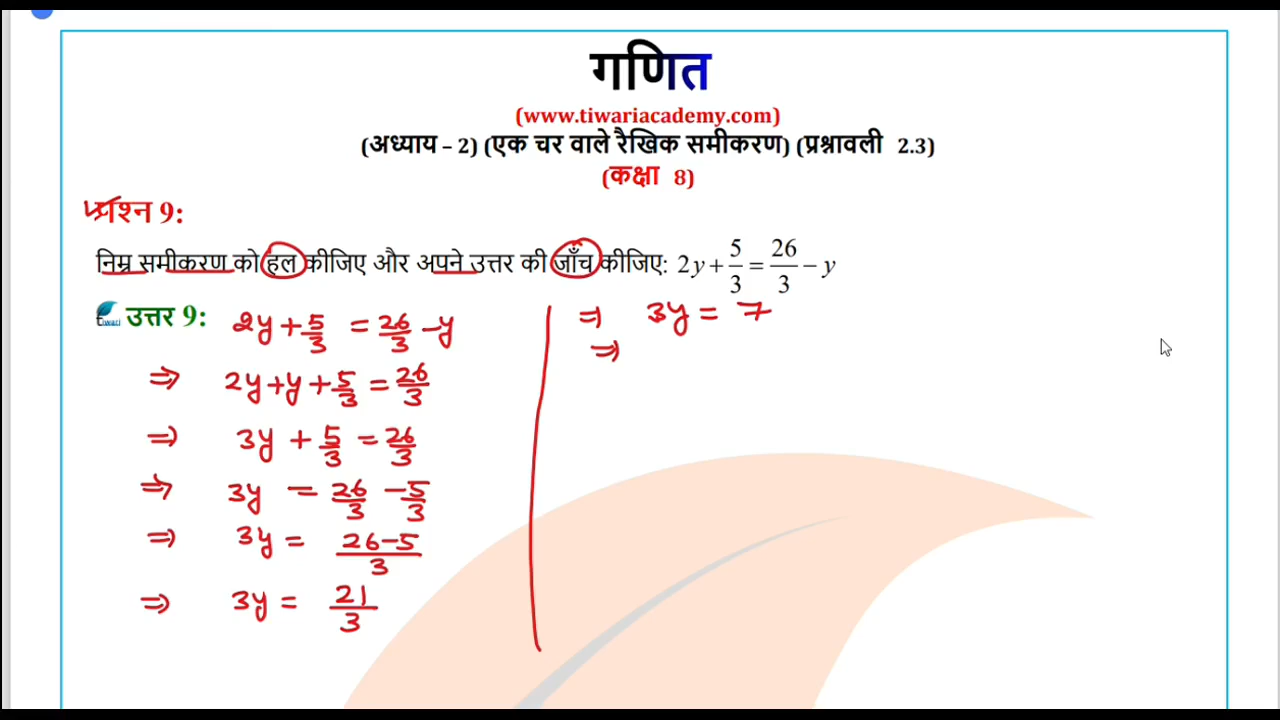 गणित
(www.tiwariacademy.com)
(अध्याय – 2) (एक चर वाले रैखिक समीकरण) (प्रश्नावली 2.3)
(कक्षा 8)
प्रश्न 9:
निम्न समीकरण को हल कीजिए और अपने उत्तर की जाँच कीजिए: 2y + 5/3 = 26/3 − y
Tiwari उत्तर 9:
2y + 5/3 = 26/3 − y
⇒ 2y + y + 5/3 = 26/3
⇒ 3y + 5/3 = 26/3
⇒ 3y = 26/3 − 5/3
⇒ 3y = (26 − 5)/3
⇒ 3y = 21/3
⇒ 3y = 7
⇒